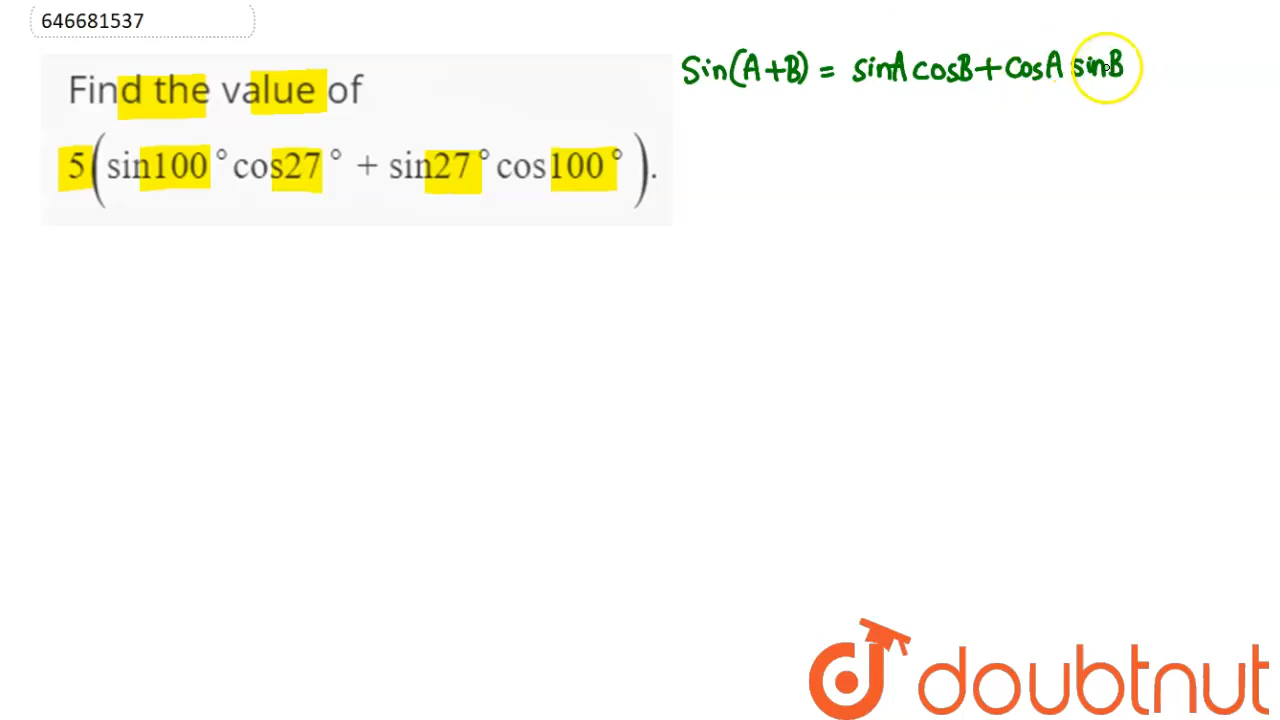 646681537
Find the value of
5(sin100°cos27° + sin27°cos100°).
Sin(A+B) = sinA cosB + cosA sinB
doubtnut